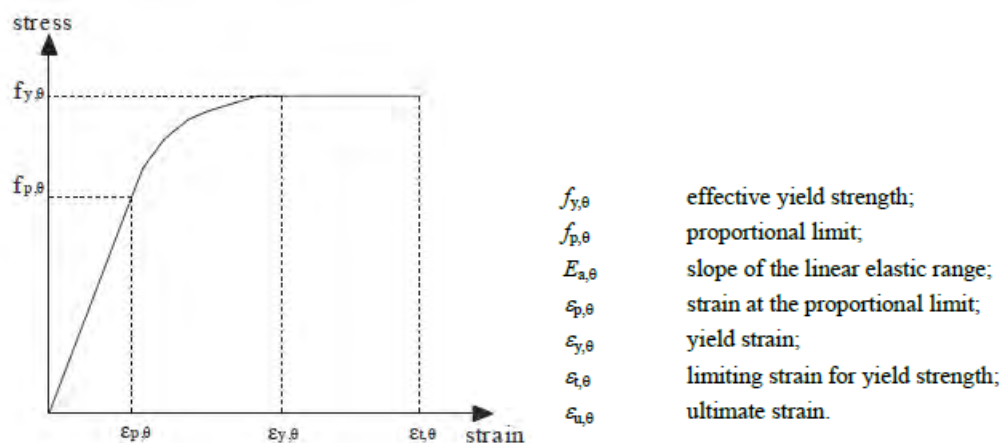 stress
fy,θ
fp,θ
εp,θ εy,θ εt,θ strain
fy,θ effective yield strength;
fp,θ proportional limit;
Ea,θ slope of the linear elastic range;
εp,θ strain at the proportional limit;
εy,θ yield strain;
εt,θ limiting strain for yield strength;
εu,θ ultimate strain.